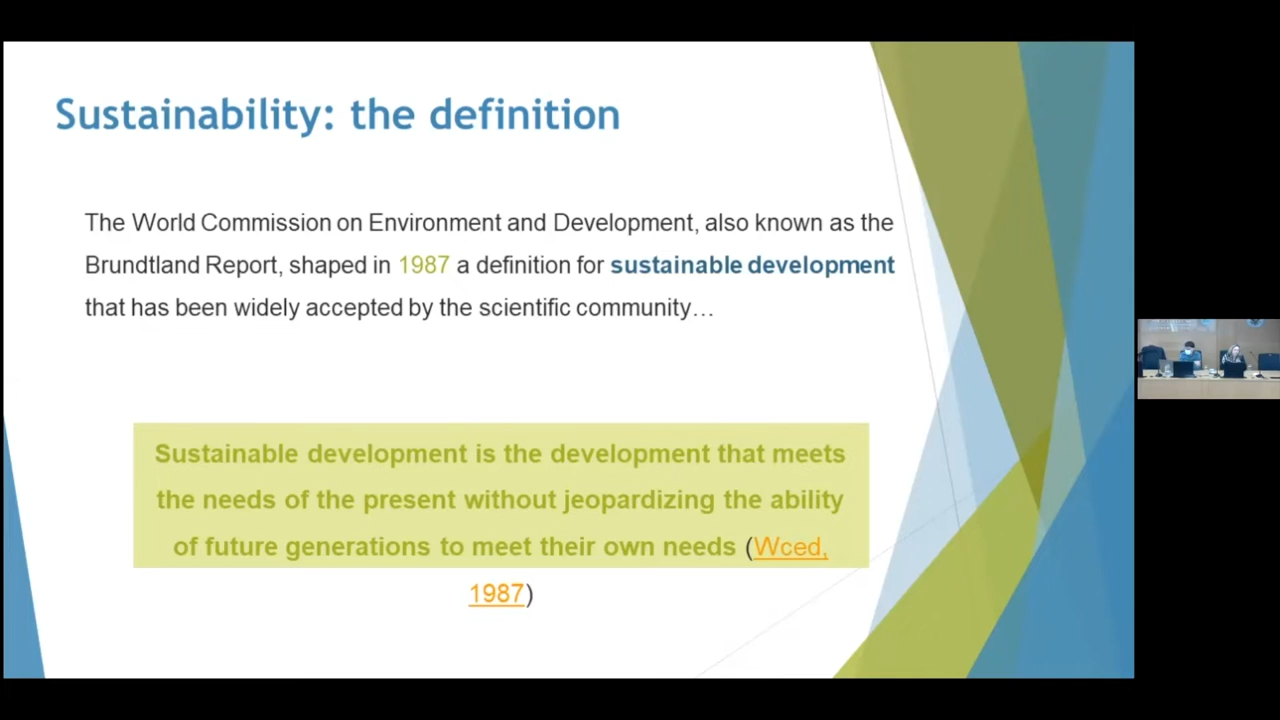 Sustainability: the definition
The World Commission on Environment and Development, also known as the
Brundtland Report, shaped in 1987 a definition for sustainable development
that has been widely accepted by the scientific community…
Sustainable development is the development that meets
the needs of the present without jeopardizing the ability
of future generations to meet their own needs (Wced,
1987)